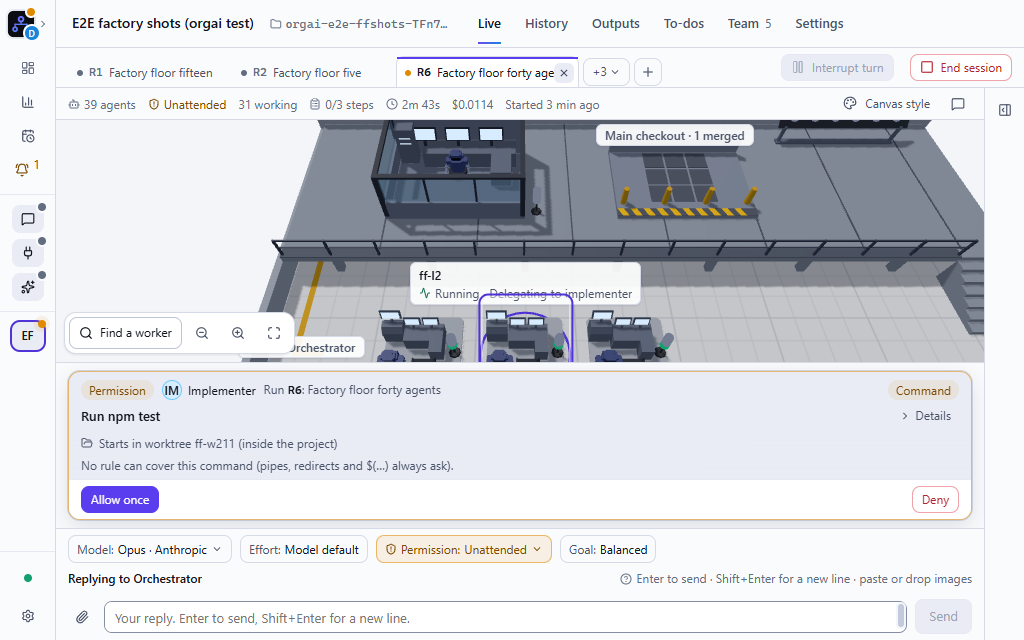 E2E factory shots (orgai test)
orgai-e2e-ffshots-TFn7…
Live
History
Outputs
To-dos
Team 5
Settings
D
R1 Factory floor fifteen
R2 Factory floor five
R6 Factory floor forty age
+3
Interrupt turn
End session
39 agents
Unattended
31 working
0/3 steps
2m 43s
$0.0114
Started 3 min ago
Canvas style
1
EF
Main checkout · 1 merged
ff-l2
Running · Delegating to implementer
Find a worker
Orchestrator
Permission
IM
Implementer
Run R6: Factory floor forty agents
Command
Run npm test
Details
Starts in worktree ff-w211 (inside the project)
No rule can cover this command (pipes, redirects and $(...) always ask).
Allow once
Deny
Model: Opus · Anthropic
Effort: Model default
Permission: Unattended
Goal: Balanced
Replying to Orchestrator
Enter to send · Shift+Enter for a new line · paste or drop images
Your reply. Enter to send, Shift+Enter for a new line.
Send